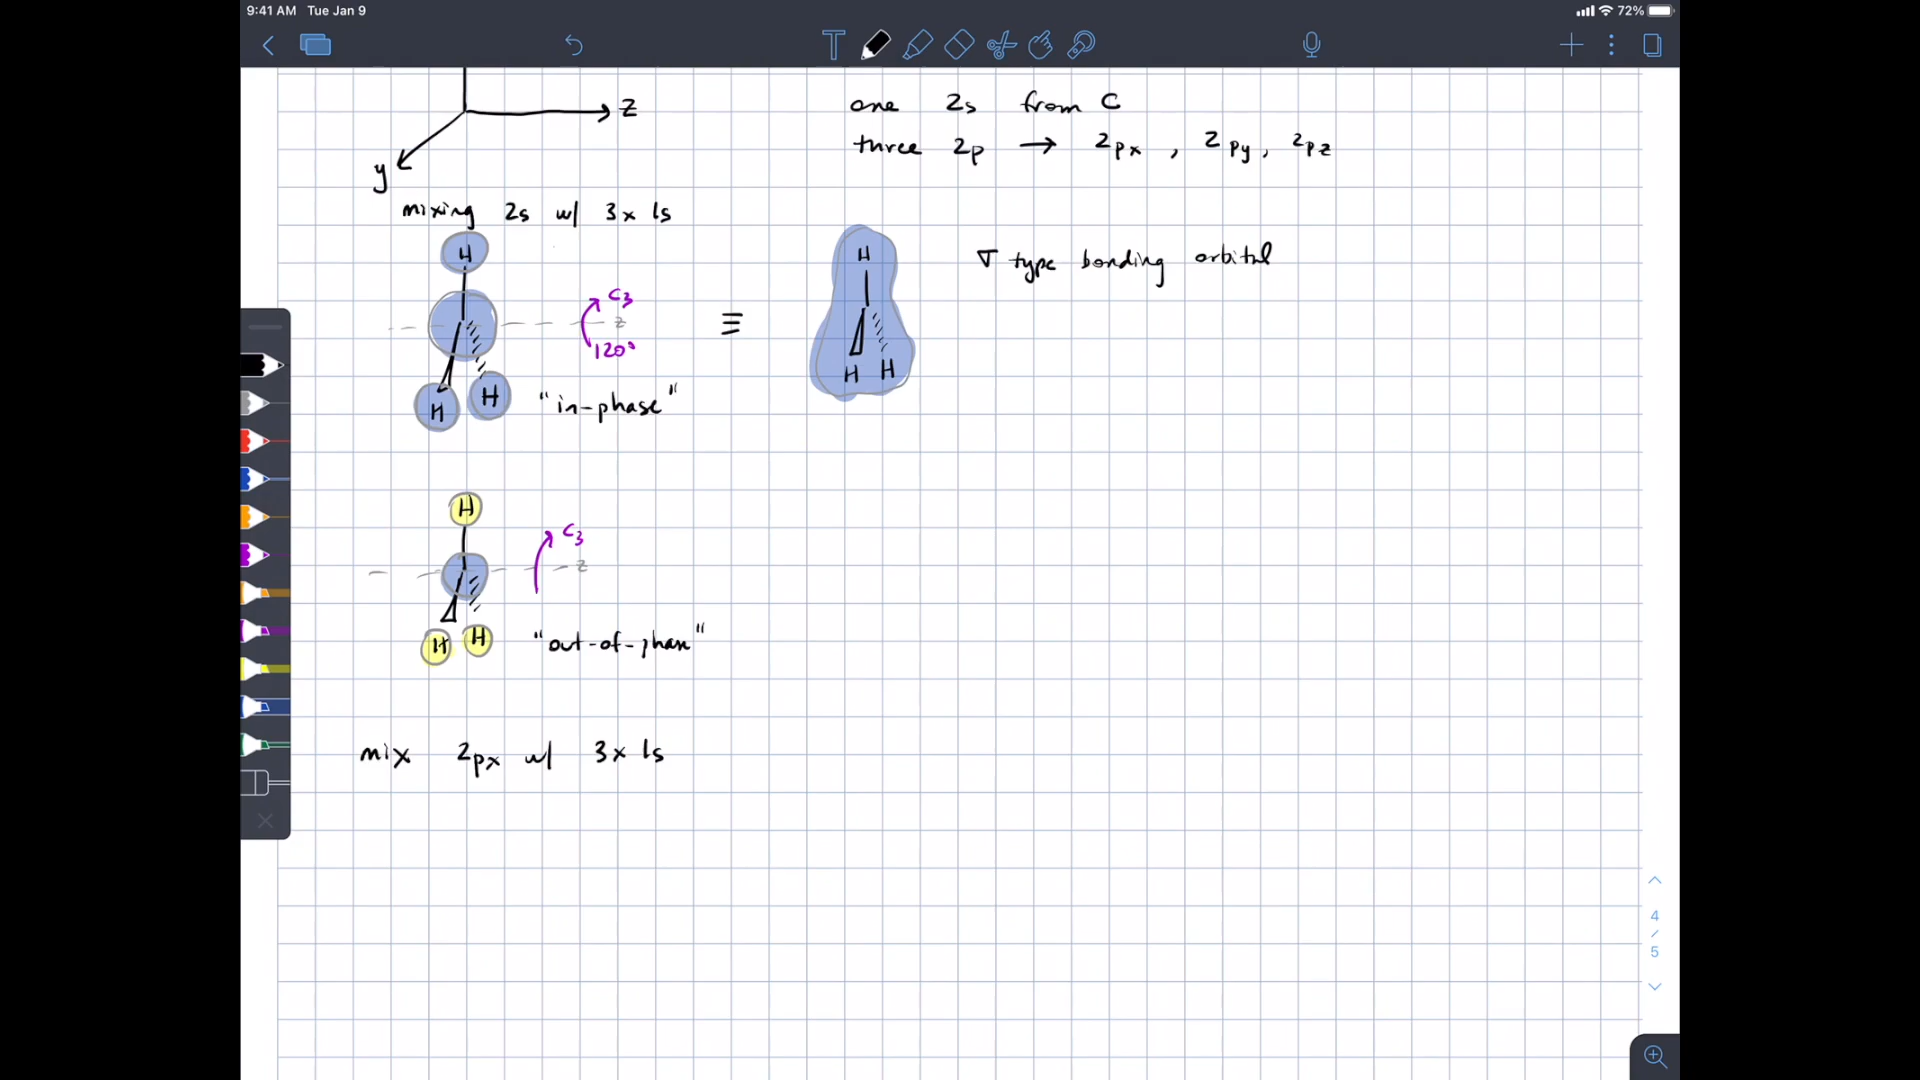 9:41 AM Tue Jan 9
72%
z
y
one 2s from C
three 2p → 2px , 2py, 2pz
mixing 2s w/ 3x 1s
H
C3
z
120°
H H
"in-phase"
≡
H
H H
σ type bonding orbital
H
C3
z
H H
"out-of-phase"
mix 2px w/ 3x 1s
4
/
5